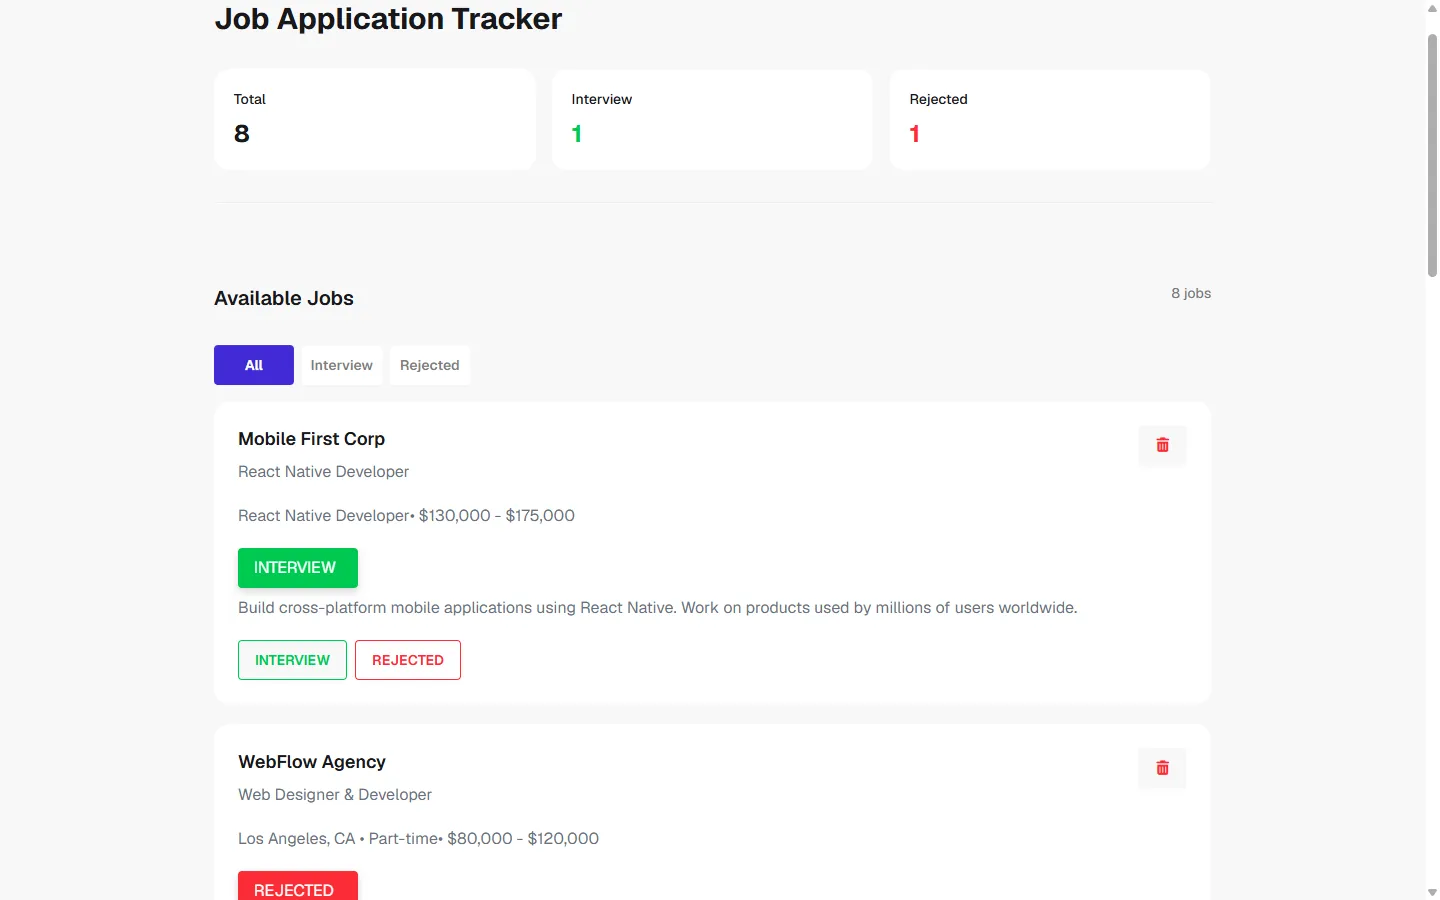 Job Application Tracker
Total
8
Interview
1
Rejected
1
Available Jobs
8 jobs
All
Interview
Rejected
Mobile First Corp
React Native Developer
React Native Developer• $130,000 - $175,000
INTERVIEW
Build cross-platform mobile applications using React Native. Work on products used by millions of users worldwide.
INTERVIEW
REJECTED
WebFlow Agency
Web Designer & Developer
Los Angeles, CA • Part-time• $80,000 - $120,000
REJECTED